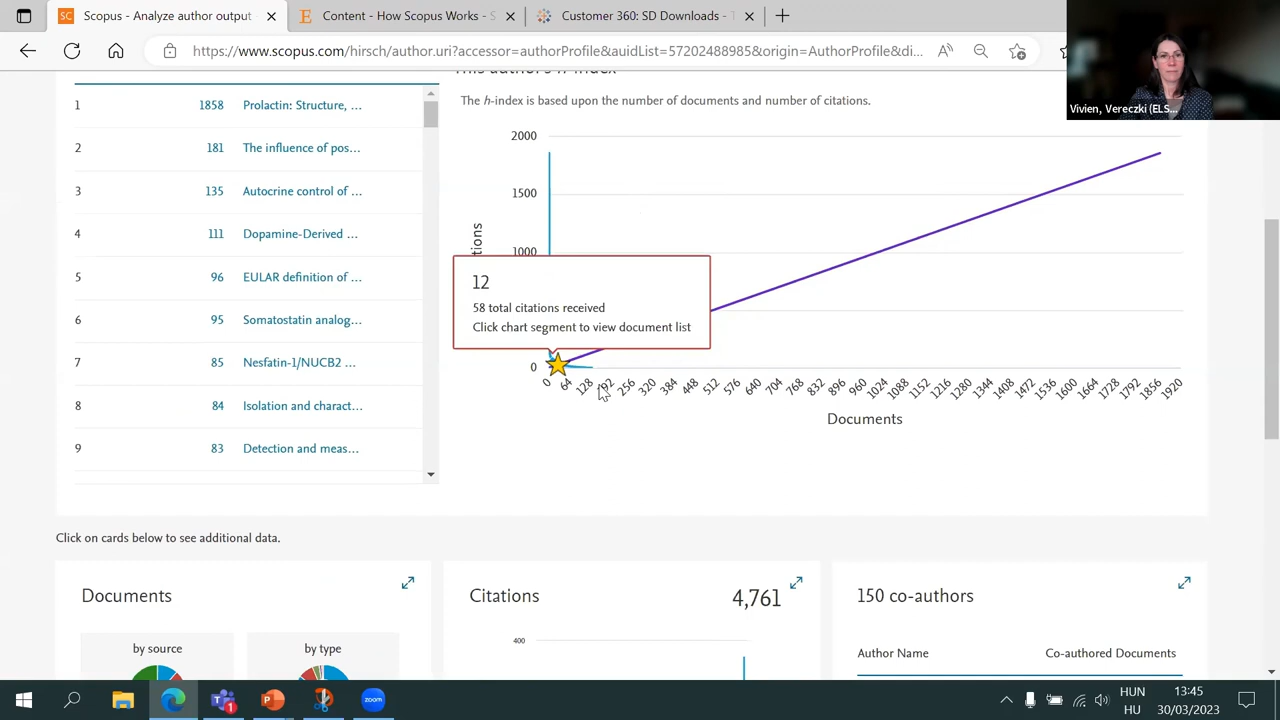 Scopus - Analyze author output
Content - How Scopus Works - S
Customer 360: SD Downloads - T
https://www.scopus.com/hirsch/author.uri?accessor=authorProfile&auidList=57202488985&origin=AuthorProfile&di...
Vivien, Vereczki (ELS...
This author's h-index
The h-index is based upon the number of documents and number of citations.
1 1858 Prolactin: Structure, ...
2 181 The influence of pos...
3 135 Autocrine control of ...
4 111 Dopamine-Derived ...
5 96 EULAR definition of ...
6 95 Somatostatin analog...
7 85 Nesfatin-1/NUCB2 ...
8 84 Isolation and charact...
9 83 Detection and meas...
2000
1500
1000
0
tions
12
58 total citations received
Click chart segment to view document list
0 64 128 192 256 320 384 448 512 576 640 704 768 832 896 960 1024 1088 1152 1216 1280 1344 1408 1472 1536 1600 1664 1728 1792 1856 1920
Documents
Click on cards below to see additional data.
Documents
by source
by type
Citations 4,761
400
150 co-authors
Author Name Co-authored Documents
HUN
HU
13:45
30/03/2023
zoom